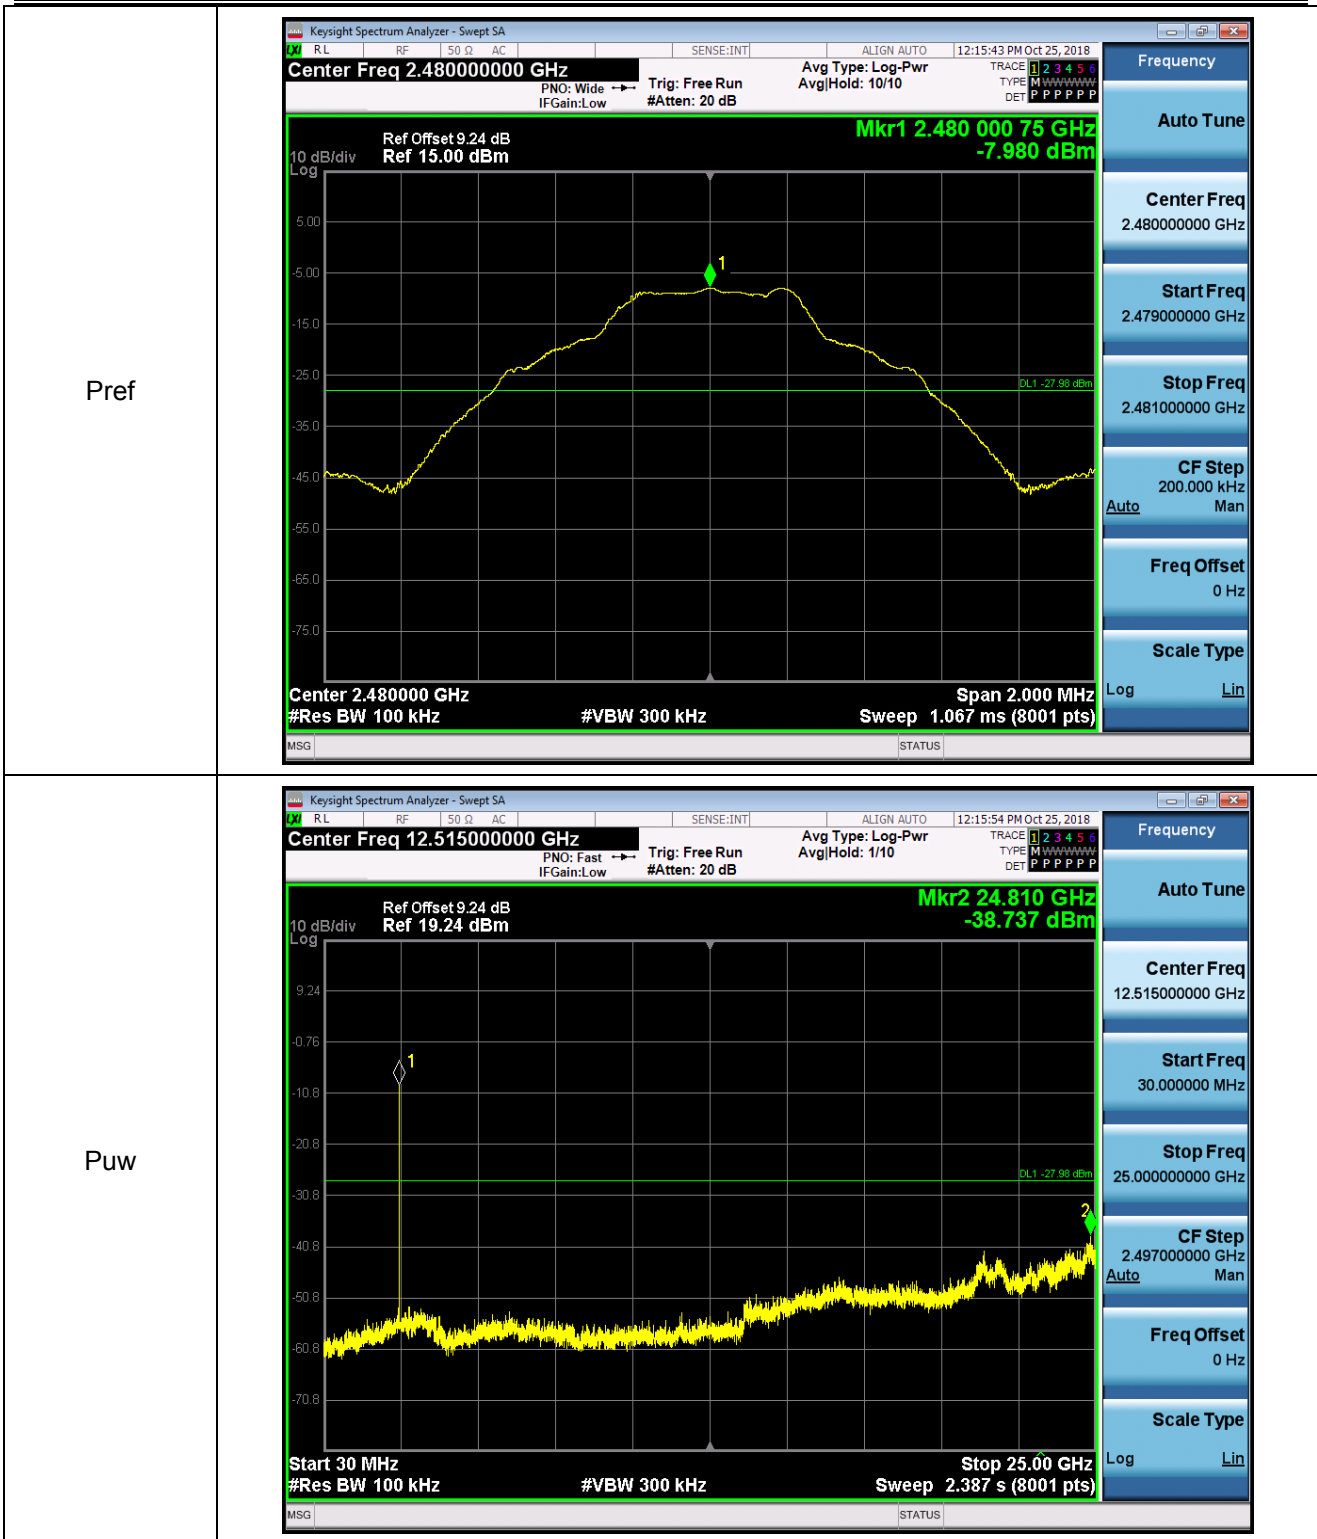 Pref
Keysight Spectrum Analyzer - Swept SA
LXI RL RF 50 Ω AC SENSE:INT ALIGN AUTO 12:15:43 PM Oct 25, 2018
Center Freq 2.480000000 GHz
PNO: Wide
IFGain:Low
Trig: Free Run
#Atten: 20 dB
Avg Type: Log-Pwr
Avg|Hold: 10/10
TRACE 1 2 3 4 5 6
TYPE M WWWWW
DET P P P P P P
Mkr1 2.480 000 75 GHz
-7.980 dBm
Ref Offset 9.24 dB
10 dB/div Ref 15.00 dBm
Log
5.00
-5.00
1
-15.0
-25.0
DL1 -27.98 dBm
-35.0
-45.0
-55.0
-65.0
-75.0
Center 2.480000 GHz Span 2.000 MHz
#Res BW 100 kHz #VBW 300 kHz Sweep 1.067 ms (8001 pts)
MSG STATUS
Frequency
Auto Tune
Center Freq
2.480000000 GHz
Start Freq
2.479000000 GHz
Stop Freq
2.481000000 GHz
CF Step
200.000 kHz
Auto Man
Freq Offset
0 Hz
Scale Type
Log Lin
Puw
Keysight Spectrum Analyzer - Swept SA
LXI RL RF 50 Ω AC SENSE:INT ALIGN AUTO 12:15:54 PM Oct 25, 2018
Center Freq 12.515000000 GHz
PNO: Fast
IFGain:Low
Trig: Free Run
#Atten: 20 dB
Avg Type: Log-Pwr
Avg|Hold: 1/10
TRACE 1 2 3 4 5 6
TYPE M WWWWW
DET P P P P P P
Mkr2 24.810 GHz
-38.737 dBm
Ref Offset 9.24 dB
10 dB/div Ref 19.24 dBm
Log
9.24
-0.76
1
-10.8
-20.8
DL1 -27.98 dBm
-30.8
2
-40.8
-50.8
-60.8
-70.8
Start 30 MHz Stop 25.00 GHz
#Res BW 100 kHz #VBW 300 kHz Sweep 2.387 s (8001 pts)
MSG STATUS
Frequency
Auto Tune
Center Freq
12.515000000 GHz
Start Freq
30.000000 MHz
Stop Freq
25.000000000 GHz
CF Step
2.497000000 GHz
Auto Man
Freq Offset
0 Hz
Scale Type
Log Lin